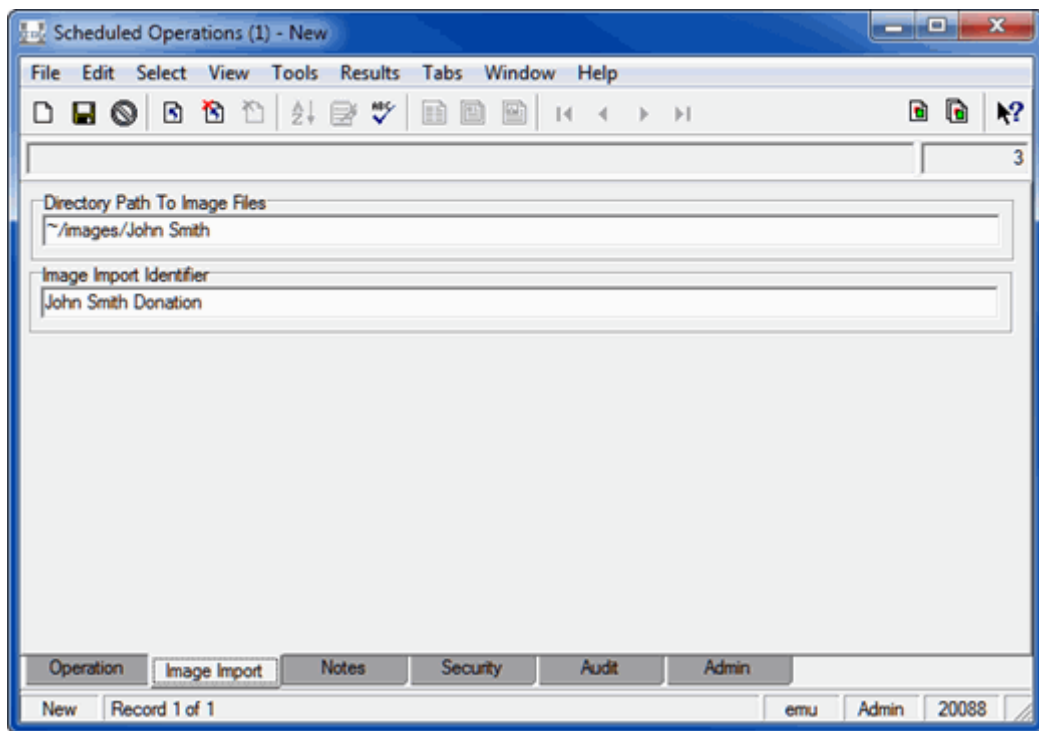 Scheduled Operations (1) - New
File Edit Select View Tools Results Tabs Window Help
3
Directory Path To Image Files
~/images/John Smith
Image Import Identifier
John Smith Donation
Operation Image Import Notes Security Audit Admin
New Record 1 of 1 emu Admin 20088